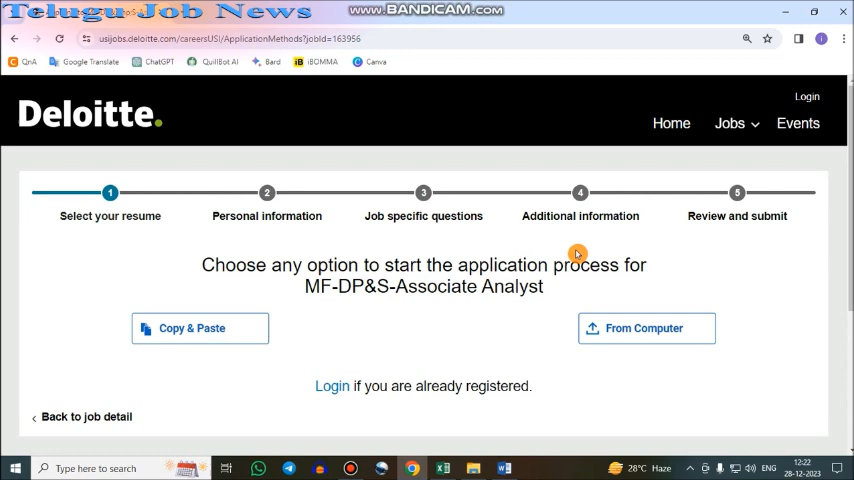 Telugu Job News
www.BANDICAM.com
usijobs.deloitte.com/careersUSI/ApplicationMethods?jobId=163956
QnA Google Translate ChatGPT QuillBot AI Bard iBOMMA Canva
Login
Deloitte.
Home Jobs Events
1 2 3 4 5
Select your resume Personal information Job specific questions Additional information Review and submit
Choose any option to start the application process for
MF-DP&S-Associate Analyst
Copy & Paste From Computer
Login if you are already registered.
Back to job detail
Type here to search
28°C Haze
ENG
12:22
28-12-2023